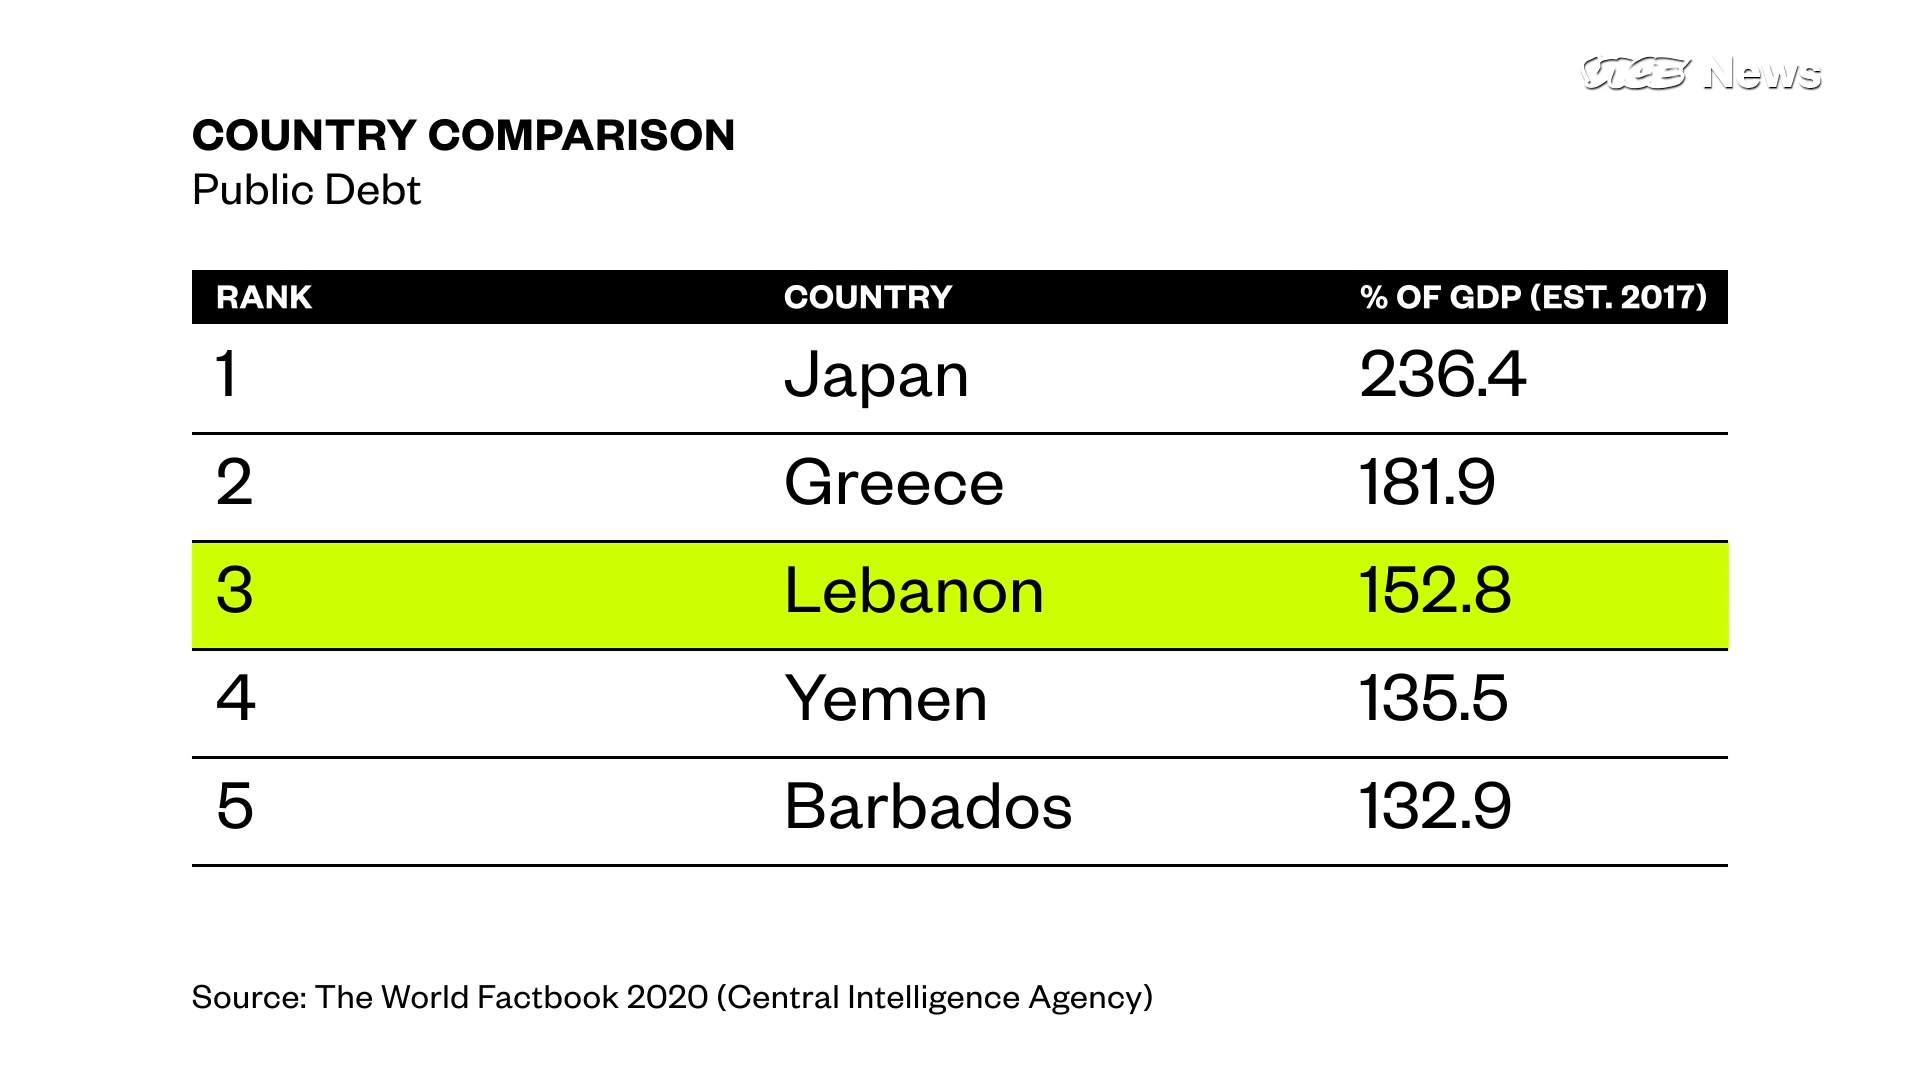 VICE News
COUNTRY COMPARISON
Public Debt
RANK COUNTRY % OF GDP (EST. 2017)
1 Japan 236.4
2 Greece 181.9
3 Lebanon 152.8
4 Yemen 135.5
5 Barbados 132.9
Source: The World Factbook 2020 (Central Intelligence Agency)